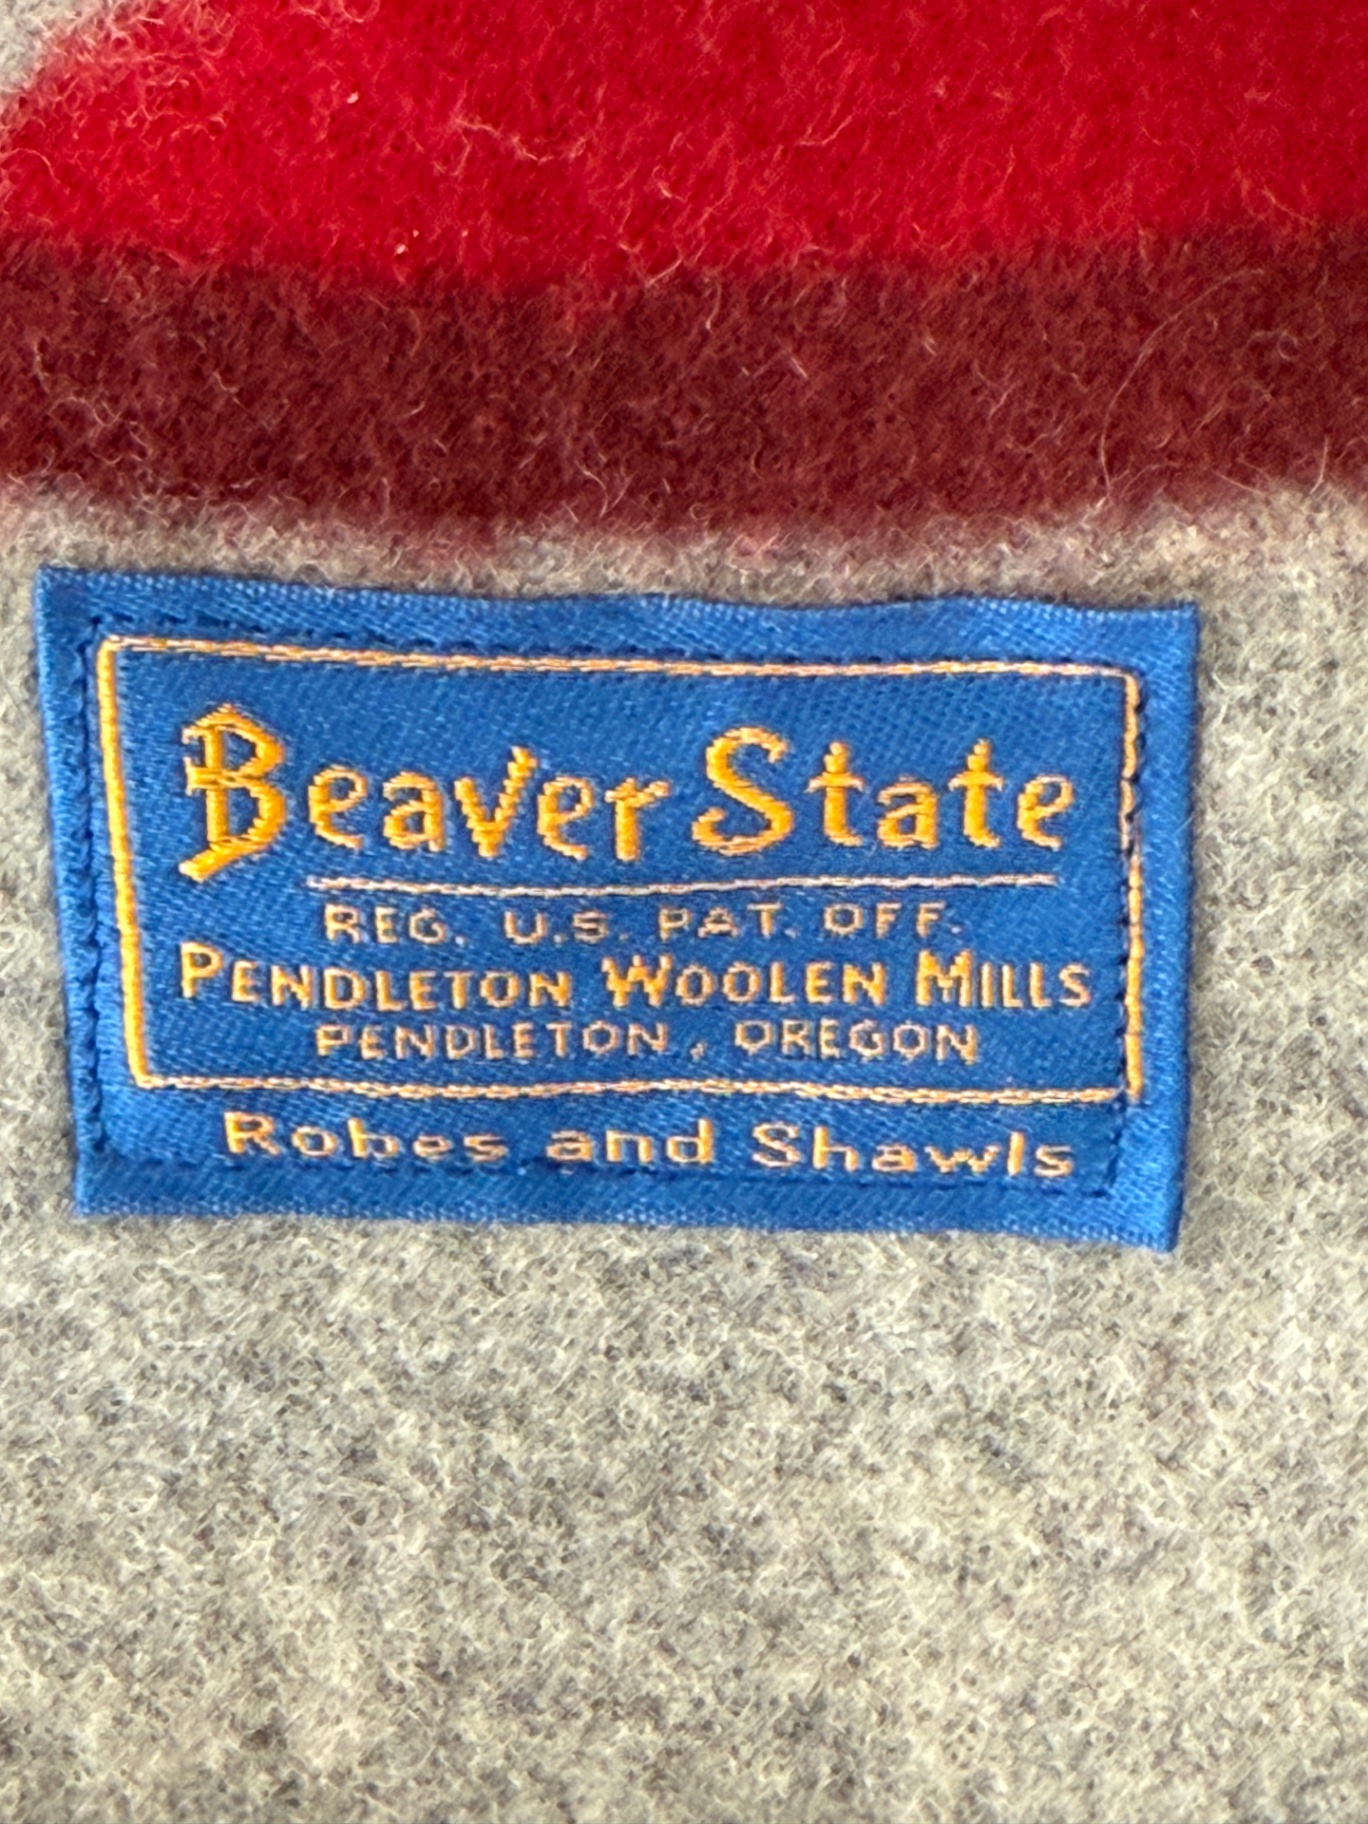 Beaver State
REG. U.S. PAT. OFF.
PENDLETON WOOLEN MILLS
PENDLETON, OREGON
Robes and Shawls